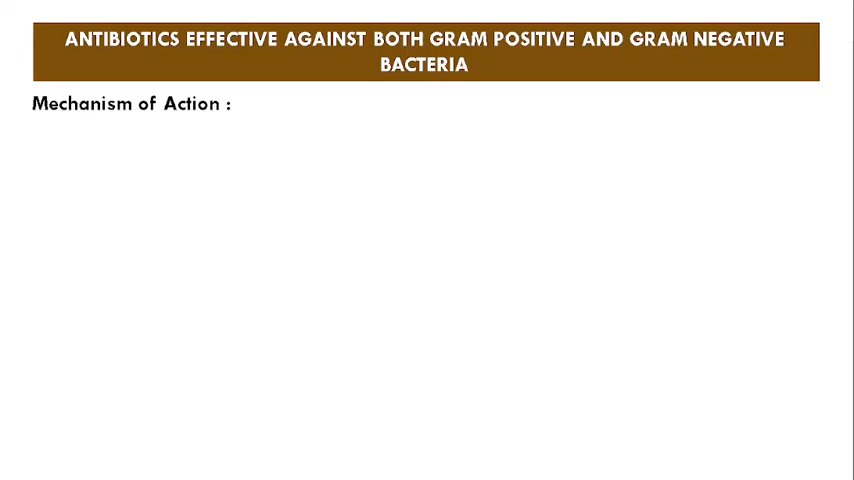 ANTIBIOTICS EFFECTIVE AGAINST BOTH GRAM POSITIVE AND GRAM NEGATIVE
BACTERIA
Mechanism of Action :